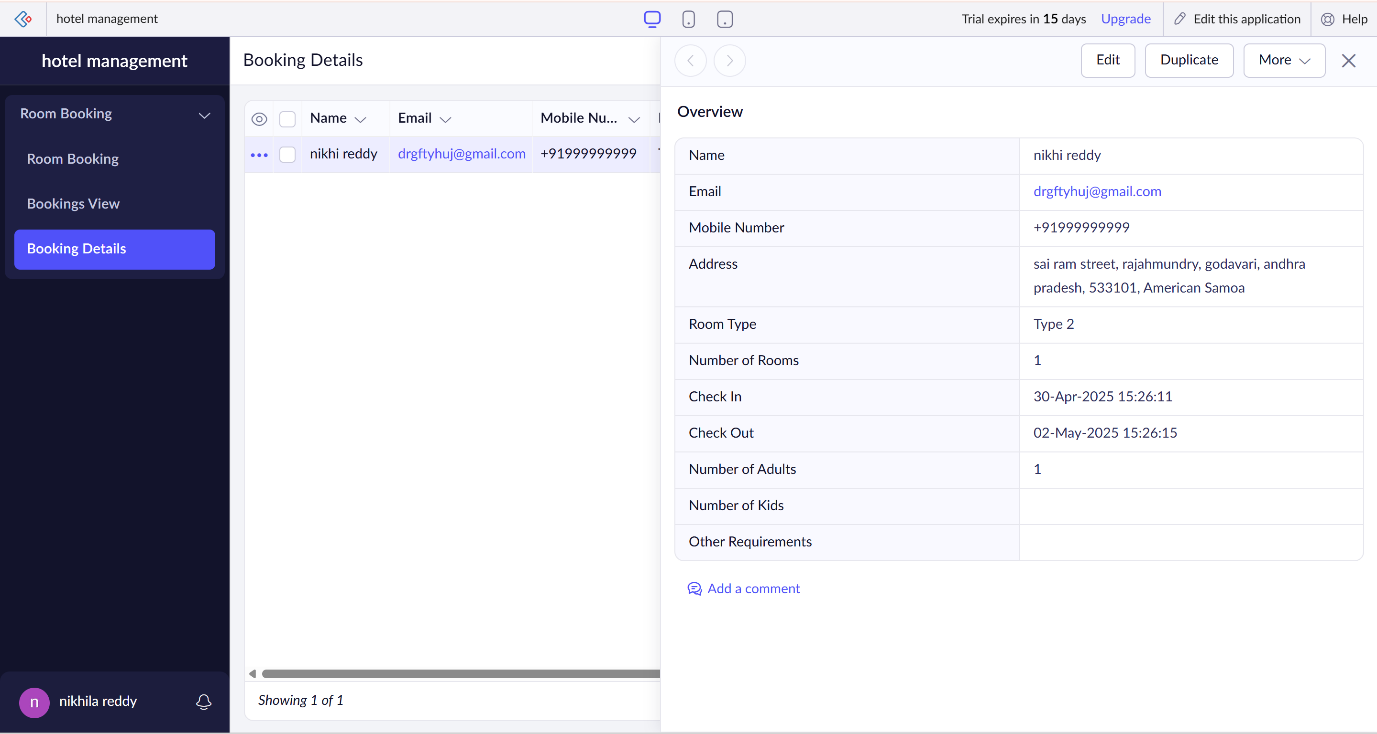 hotel management
Trial expires in 15 days Upgrade Edit this application Help
hotel management
Room Booking
Room Booking
Bookings View
Booking Details
n nikhila reddy
Booking Details
Name Email Mobile Nu...
nikhi reddy drgftyhuj@gmail.com +91999999999
Showing 1 of 1
Edit Duplicate More
Overview
Name nikhi reddy
Email drgftyhuj@gmail.com
Mobile Number +91999999999
Address sai ram street, rajahmundry, godavari, andhra
pradesh, 533101, American Samoa
Room Type Type 2
Number of Rooms 1
Check In 30-Apr-2025 15:26:11
Check Out 02-May-2025 15:26:15
Number of Adults 1
Number of Kids
Other Requirements
Add a comment